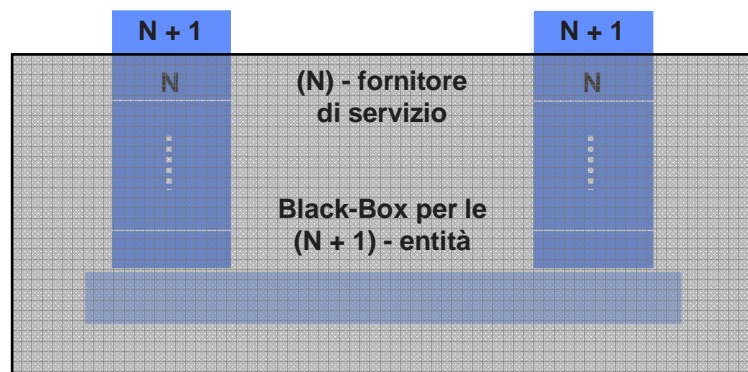 N + 1
N + 1
N
(N) - fornitore
di servizio
N
Black-Box per le
(N + 1) - entità